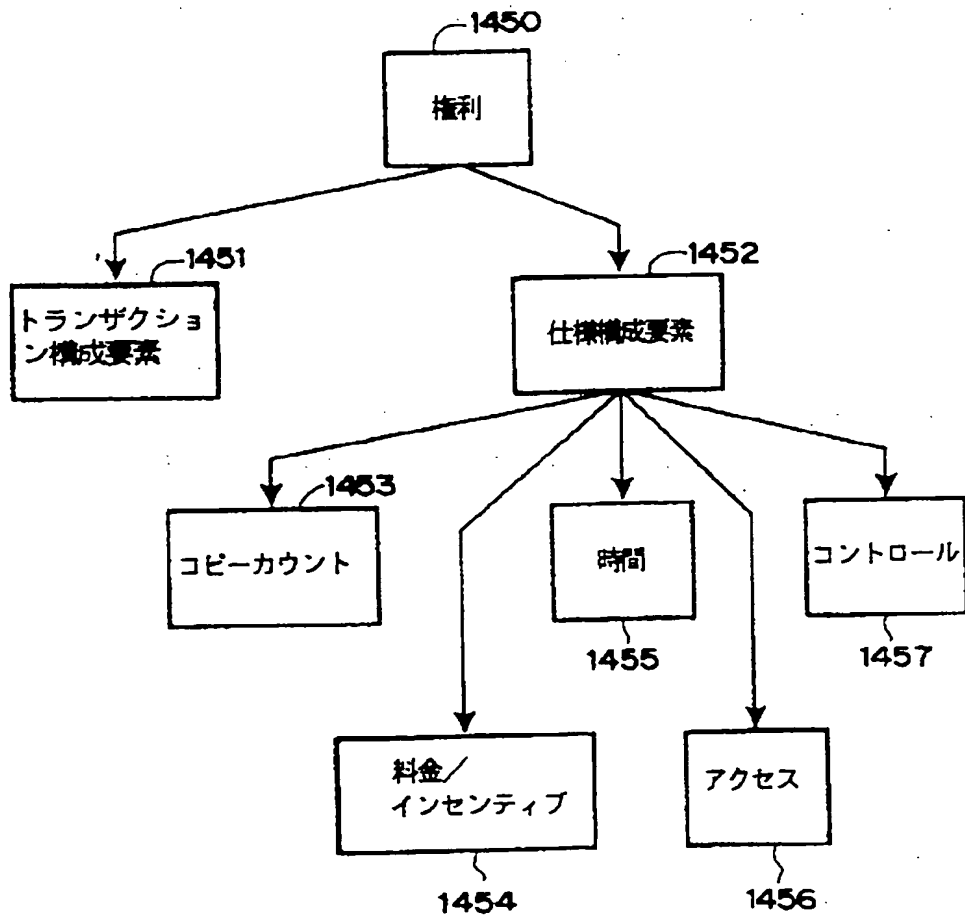 1450
権利
1451
トランザクショ
ン構成要素
1452
仕様構成要素
1453
コピーカウント
時間
1455
コントロール
1457
料金/
インセンティブ
1454
アクセス
1456